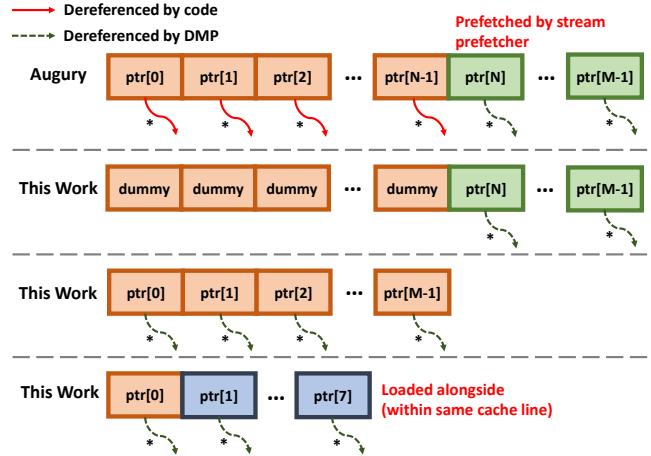 Dereferenced by code
Dereferenced by DMP
Prefetched by stream
prefetcher
Augury ptr[0] ptr[1] ptr[2] ... ptr[N-1] ptr[N] ... ptr[M-1]
* * * * * *
This Work dummy dummy dummy ... dummy ptr[N] ... ptr[M-1]
* *
This Work ptr[0] ptr[1] ptr[2] ... ptr[M-1]
* * * *
This Work ptr[0] ptr[1] ... ptr[7]
Loaded alongside
(within same cache line)
* * *